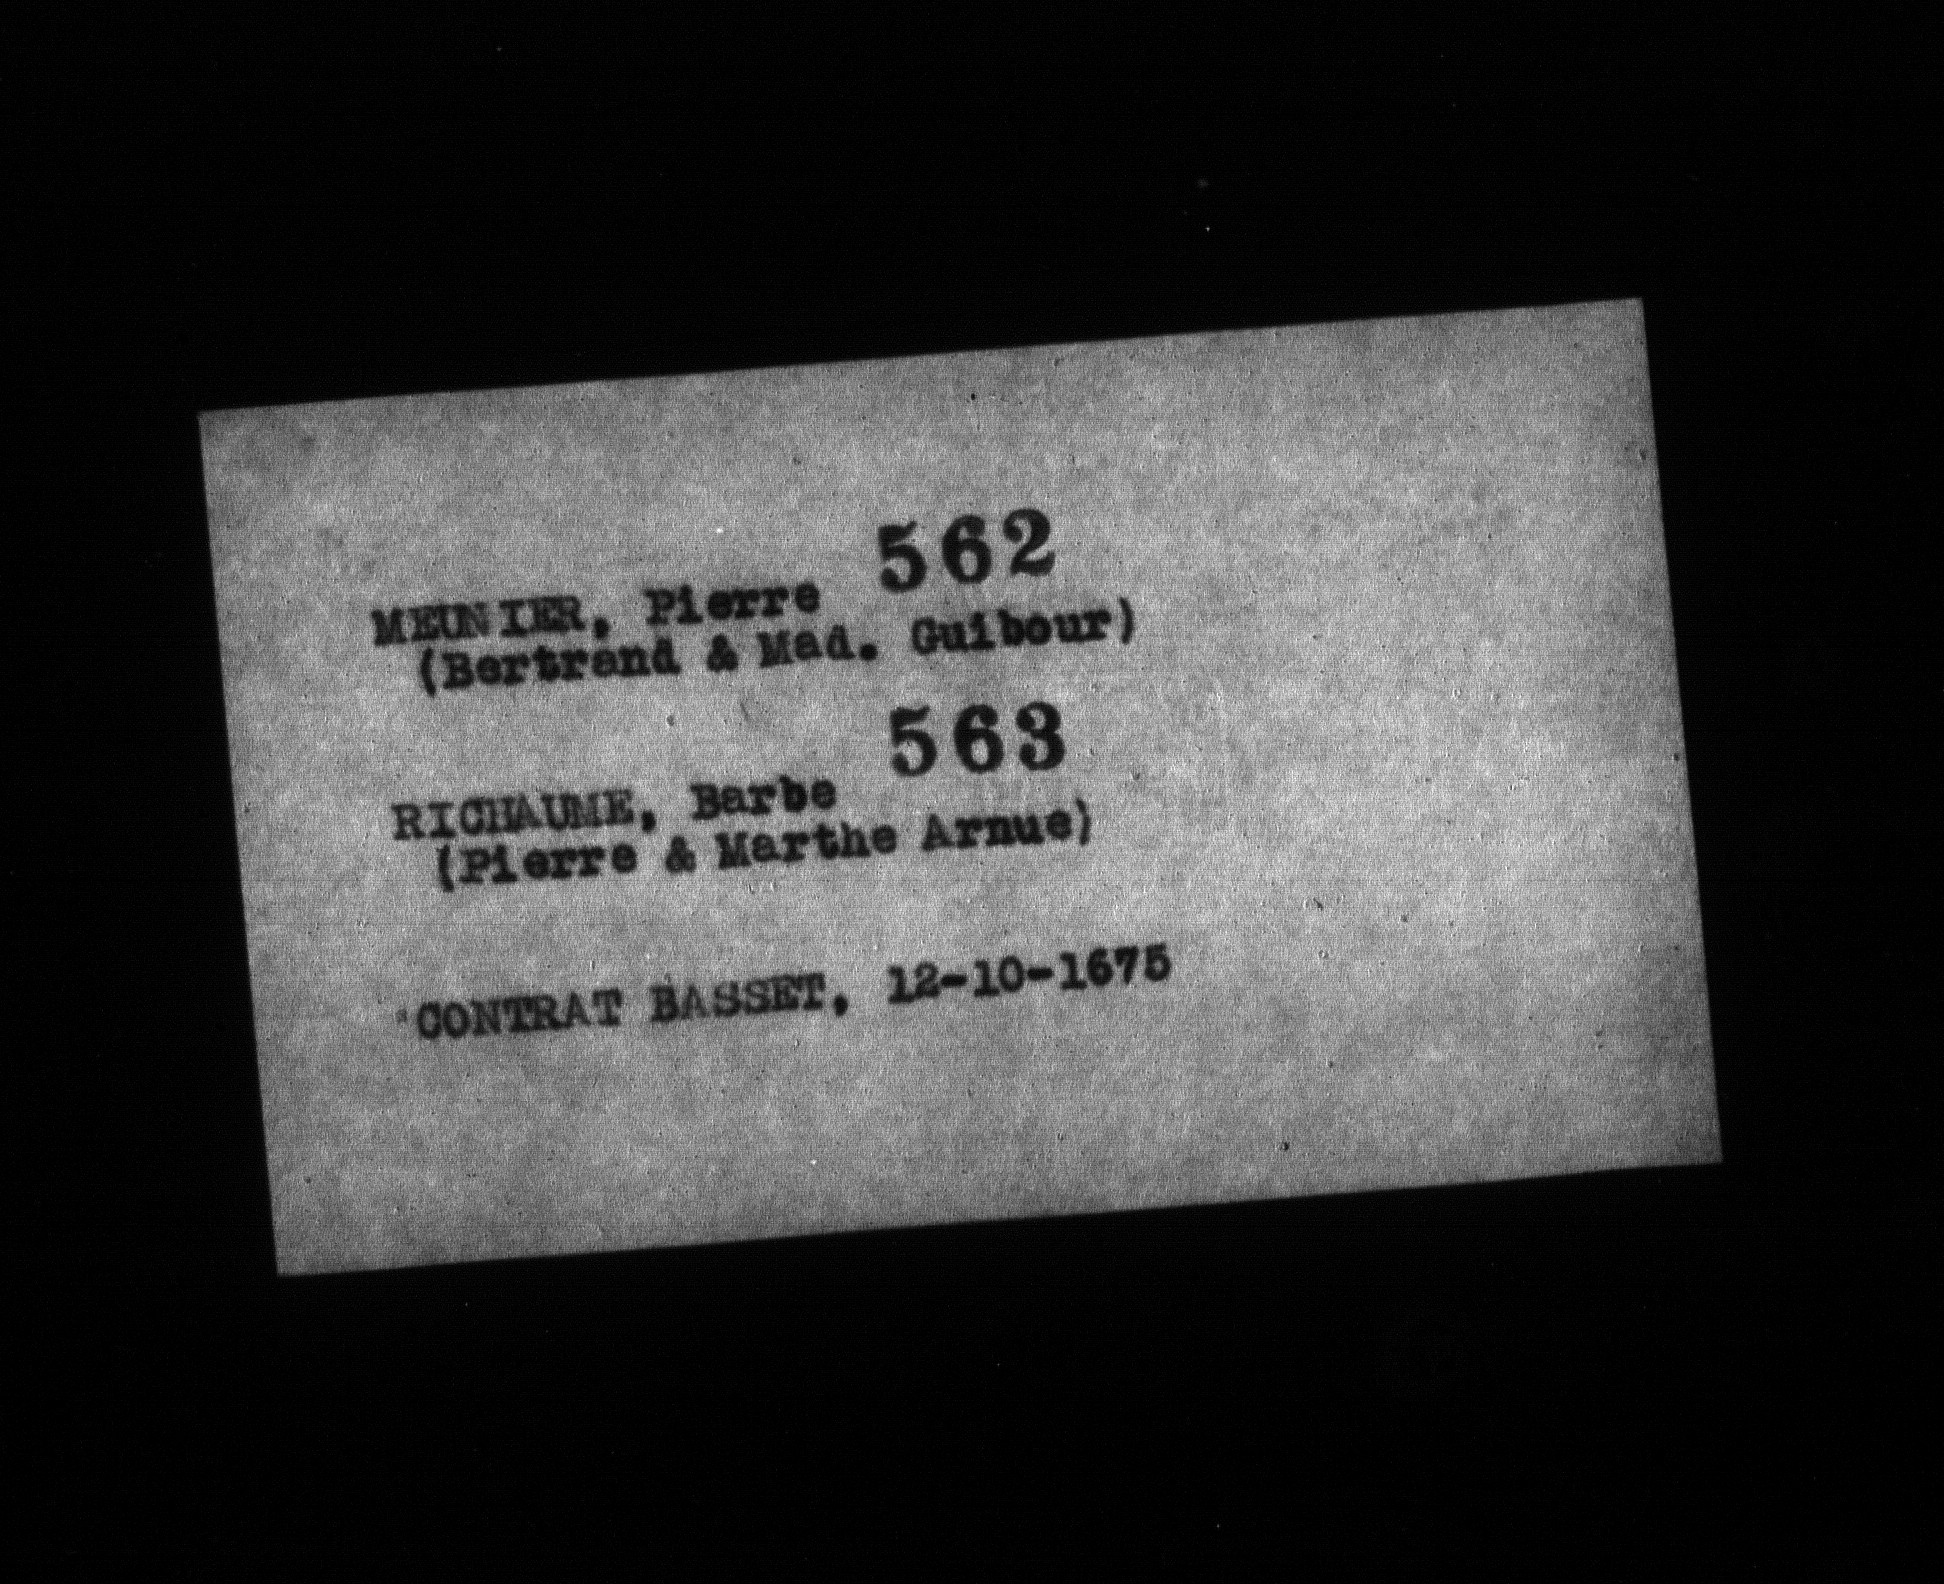 562
MEUNIER, Pierre
(Bertrand & Mad. Guibour)
563
RICHAUME, Barbe
(Pierre & Marthe Arnue)
CONTRAT BASSET, 12-10-1675